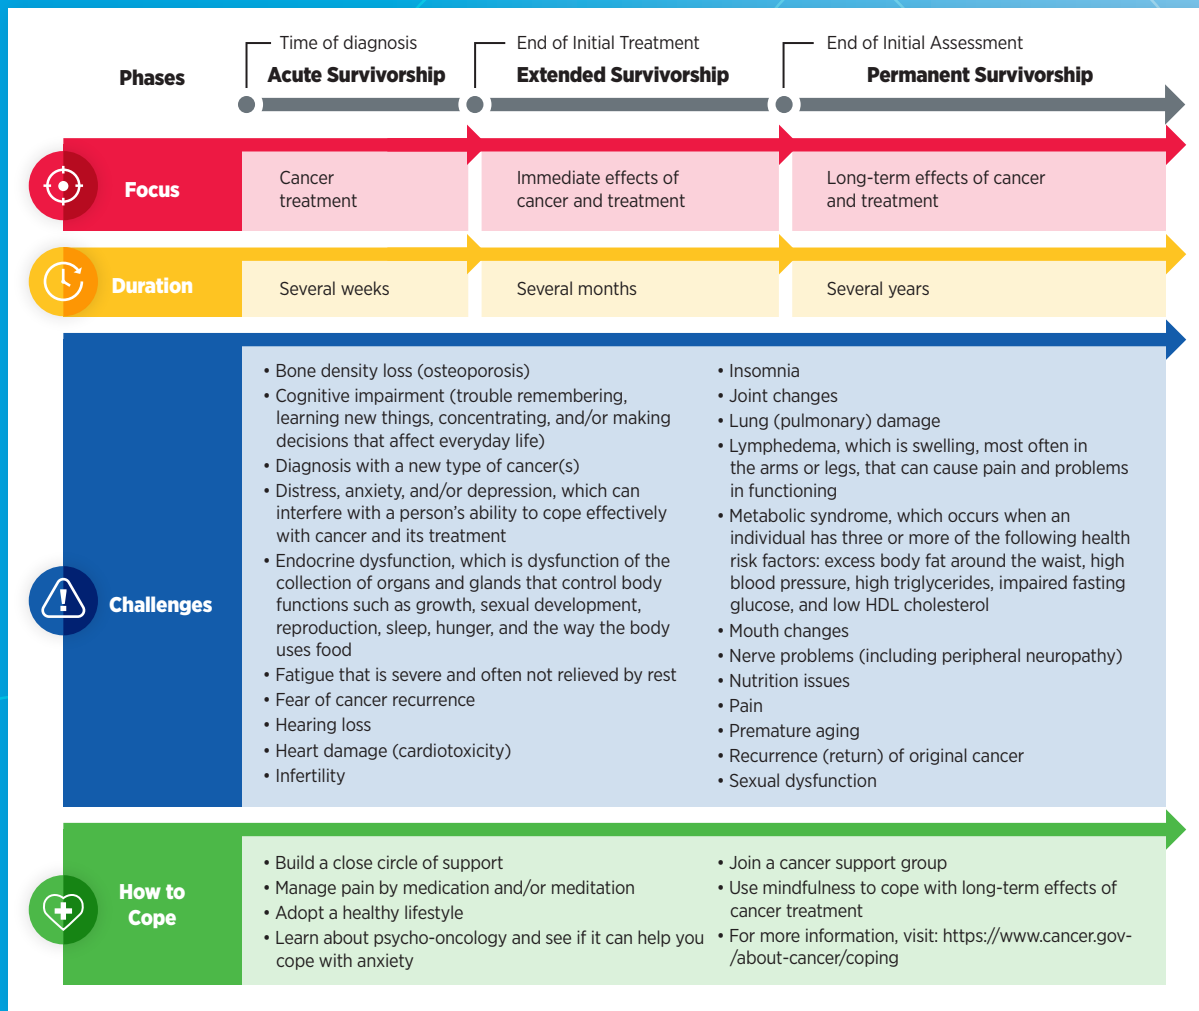 Time of diagnosis
End of Initial Treatment
End of Initial Assessment
Phases
Acute Survivorship
Extended Survivorship
Permanent Survivorship
Focus
Cancer
treatment
Immediate effects of
cancer and treatment
Long-term effects of cancer
and treatment
Duration
Several weeks
Several months
Several years
Challenges
• Bone density loss (osteoporosis)
• Cognitive impairment (trouble remembering,
learning new things, concentrating, and/or making
decisions that affect everyday life)
• Diagnosis with a new type of cancer(s)
• Distress, anxiety, and/or depression, which can
interfere with a person's ability to cope effectively
with cancer and its treatment
• Endocrine dysfunction, which is dysfunction of the
collection of organs and glands that control body
functions such as growth, sexual development,
reproduction, sleep, hunger, and the way the body
uses food
• Fatigue that is severe and often not relieved by rest
• Fear of cancer recurrence
• Hearing loss
• Heart damage (cardiotoxicity)
• Infertility
• Insomnia
• Joint changes
• Lung (pulmonary) damage
• Lymphedema, which is swelling, most often in
the arms or legs, that can cause pain and problems
in functioning
• Metabolic syndrome, which occurs when an
individual has three or more of the following health
risk factors: excess body fat around the waist, high
blood pressure, high triglycerides, impaired fasting
glucose, and low HDL cholesterol
• Mouth changes
• Nerve problems (including peripheral neuropathy)
• Nutrition issues
• Pain
• Premature aging
• Recurrence (return) of original cancer
• Sexual dysfunction
How to
Cope
• Build a close circle of support
• Manage pain by medication and/or meditation
• Adopt a healthy lifestyle
• Learn about psycho-oncology and see if it can help you
cope with anxiety
• Join a cancer support group
• Use mindfulness to cope with long-term effects of
cancer treatment
• For more information, visit: https://www.cancer.gov-
/about-cancer/coping